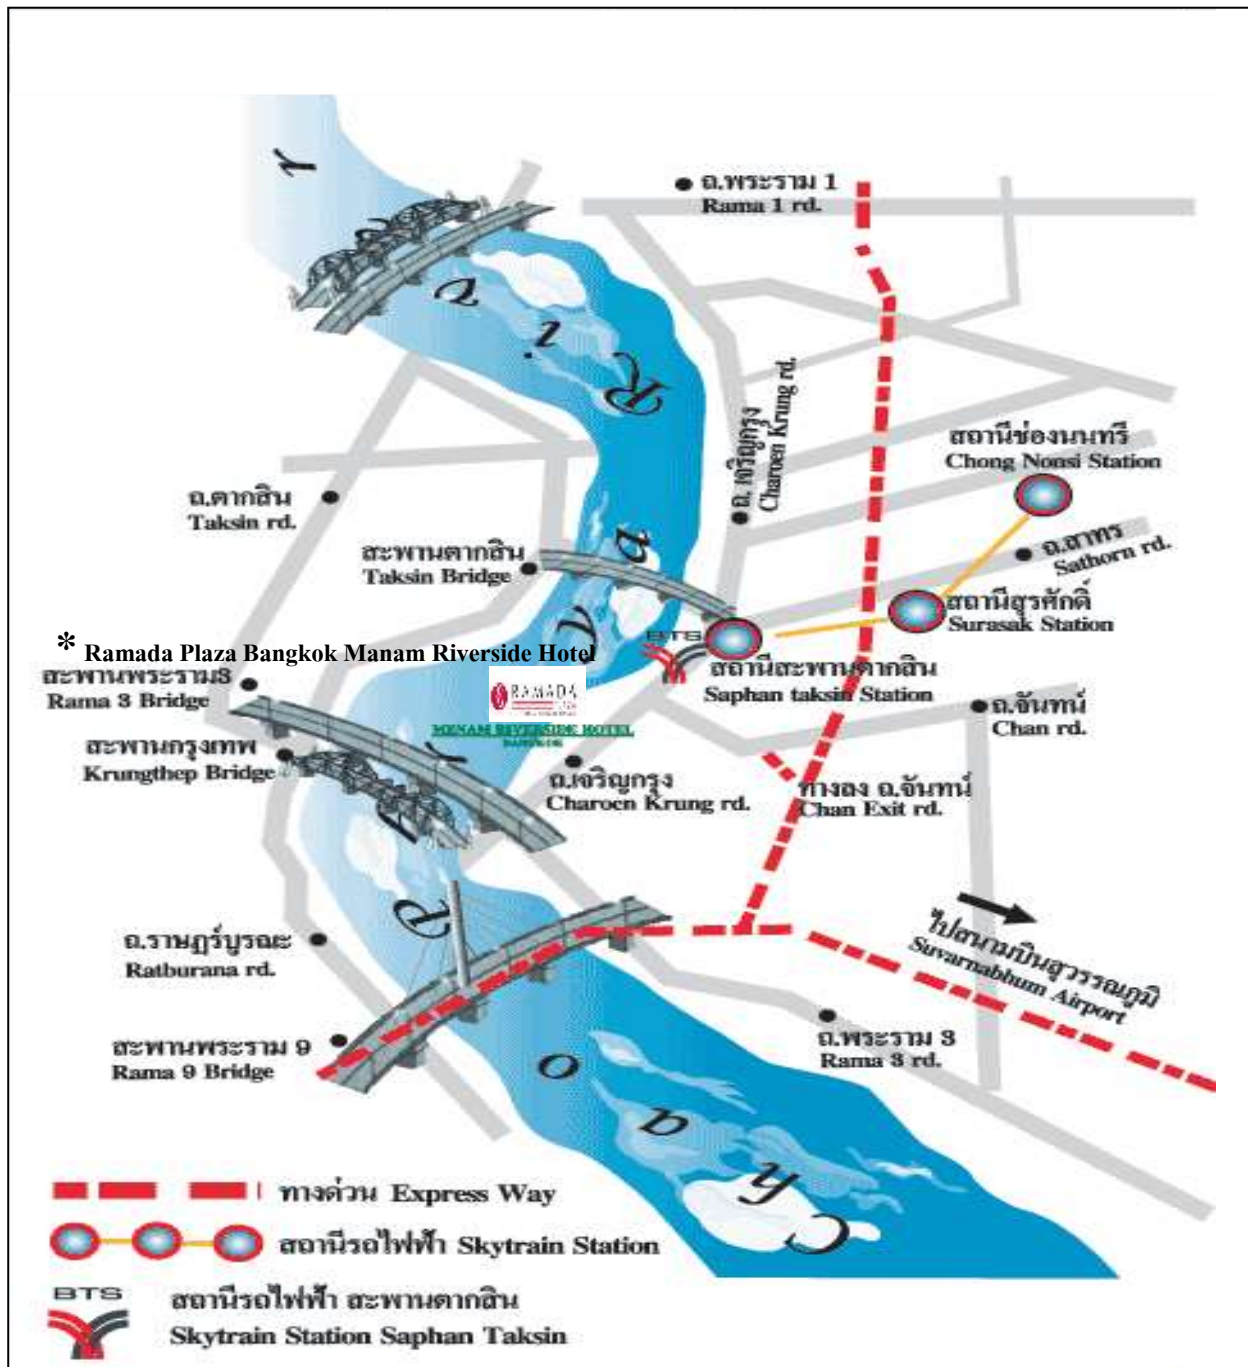 ถ.พระราม 1
Rama 1 rd.
ถ. เจริญกรุง
Charoen Krung rd.
สถานีช่องนนทรี
Chong Nonsi Station
ถ.ตากสิน
Taksin rd.
สะพานตากสิน
Taksin Bridge
ถ.สาทร
Sathorn rd.
สถานีสุรศักดิ์
Surasak Station
* Ramada Plaza Bangkok Manam Riverside Hotel
BTS
สถานีสะพานตากสิน
Saphan taksin Station
สะพานพระราม3
Rama 3 Bridge
RAMADA
PLAZA
MENAM RIVERSIDE HOTEL
BANGKOK
ถ.จันทน์
Chan rd.
สะพานกรุงเทพ
Krungthep Bridge
ถ.เจริญกรุง
Charoen Krung rd.
ทางลง ถ.จันทน์
Chan Exit rd.
ถ.ราษฎร์บูรณะ
Ratburana rd.
ไปสนามบินสุวรรณภูมิ
Suvarnabhum Airport
สะพานพระราม 9
Rama 9 Bridge
ถ.พระราม 3
Rama 3 rd.
Chao Phraya River
ทางด่วน Express Way
สถานีรถไฟฟ้า Skytrain Station
BTS
สถานีรถไฟฟ้า สะพานตากสิน
Skytrain Station Saphan Taksin